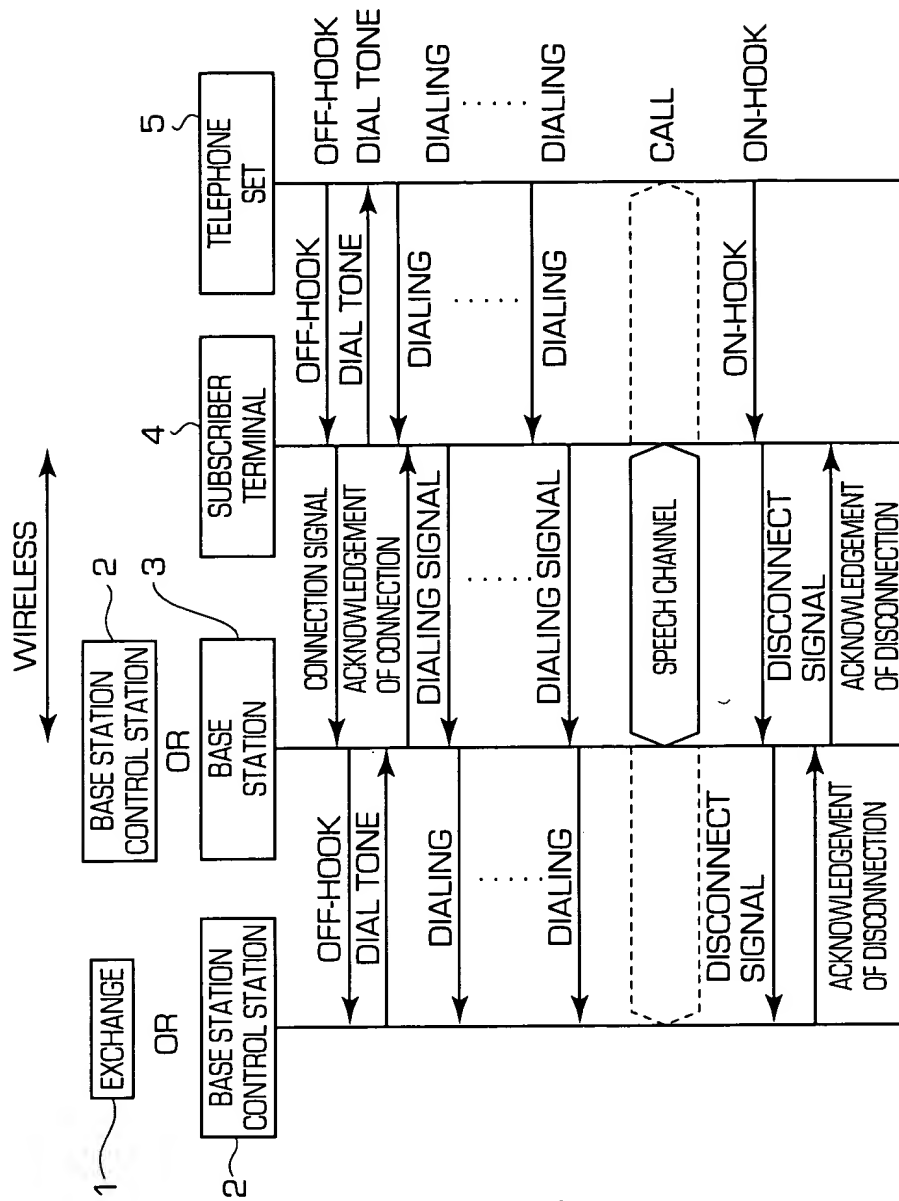 WIRELESS
1
EXCHANGE
OR
2
BASE STATION
CONTROL STATION
2
BASE STATION
CONTROL STATION
OR
3
BASE
STATION
4
SUBSCRIBER
TERMINAL
5
TELEPHONE
SET
OFF-HOOK
OFF-HOOK
CONNECTION SIGNAL
OFF-HOOK
DIAL TONE
DIAL TONE
ACKNOWLEDGEMENT
OF CONNECTION
DIAL TONE
DIALING
DIALING
DIALING SIGNAL
DIALING
......
......
......
......
DIALING
DIALING
DIALING SIGNAL
DIALING
SPEECH CHANNEL
CALL
ON-HOOK
ON-HOOK
DISCONNECT
SIGNAL
DISCONNECT
SIGNAL
ACKNOWLEDGEMENT
OF DISCONNECTION
ACKNOWLEDGEMENT
OF DISCONNECTION